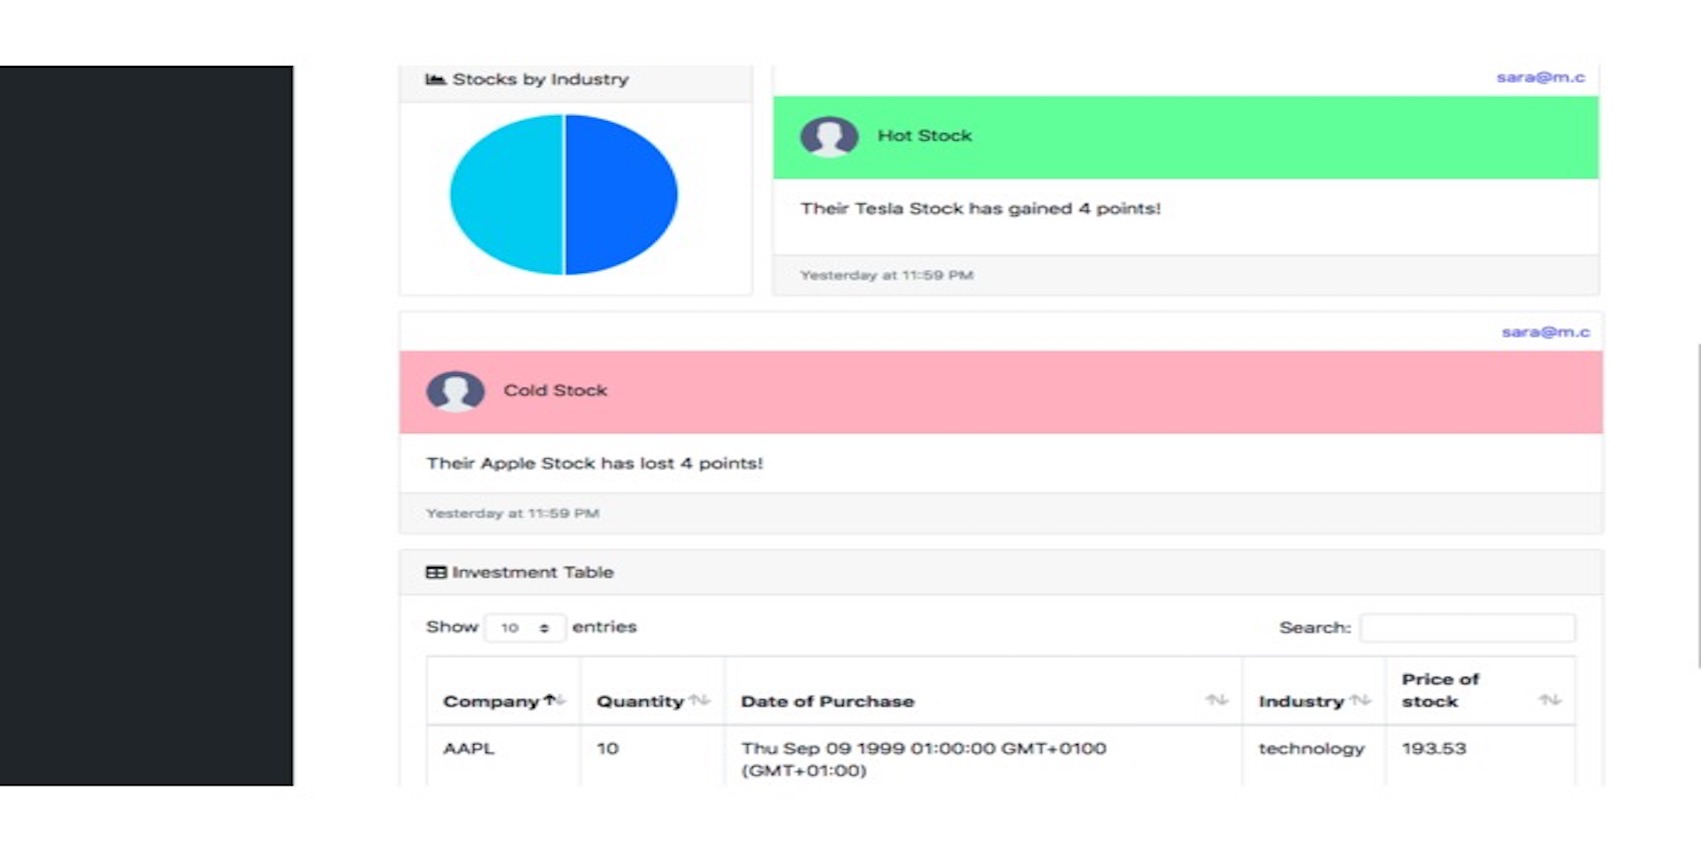 Stocks by Industry
sara@m.c
Hot Stock
Their Tesla Stock has gained 4 points!
Yesterday at 11:59 PM
sara@m.c
Cold Stock
Their Apple Stock has lost 4 points!
Yesterday at 11:59 PM
Investment Table
Show 10 entries
Search:
Company Quantity Date of Purchase Industry Price of
stock
AAPL 10 Thu Sep 09 1999 01:00:00 GMT+0100 technology 193.53
(GMT+01:00)